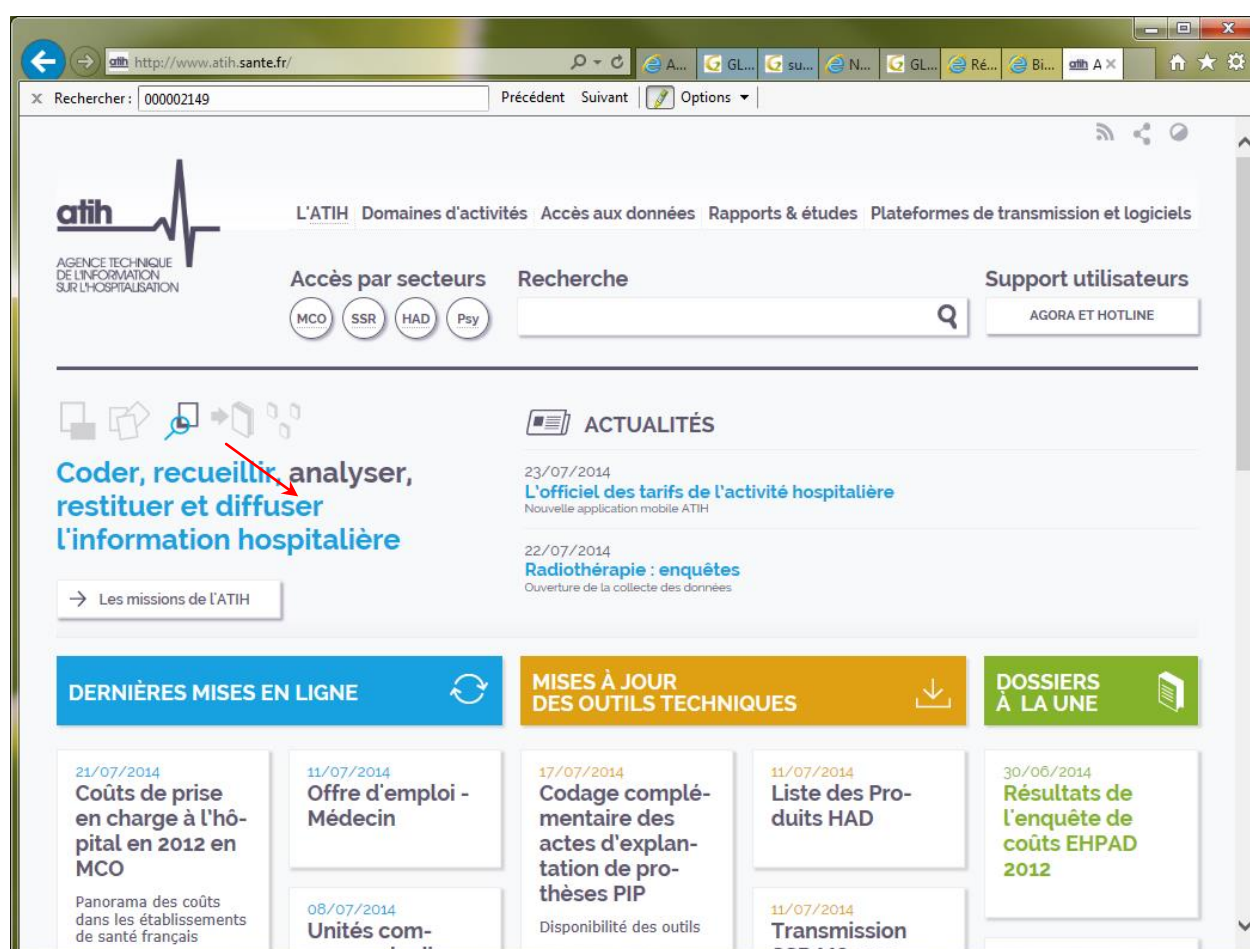 http://www.atih.sante.fr/
A...
GL...
su...
N...
GL...
Ré...
Bi...
atih A
Rechercher : 000002149
Précédent Suivant Options
atih
AGENCE TECHNIQUE
DE L'INFORMATION
SUR L'HOSPITALISATION
L'ATIH Domaines d'activités Accès aux données Rapports & études Plateformes de transmission et logiciels
Accès par secteurs
MCO SSR HAD Psy
Recherche
Support utilisateurs
AGORA ET HOTLINE
Coder, recueillir, analyser,
restituer et diffuser
l'information hospitalière
→ Les missions de l'ATIH
ACTUALITÉS
23/07/2014
L'officiel des tarifs de l'activité hospitalière
Nouvelle application mobile ATIH
22/07/2014
Radiothérapie : enquêtes
Ouverture de la collecte des données
DERNIÈRES MISES EN LIGNE
21/07/2014
Coûts de prise
en charge à l'hô-
pital en 2012 en
MCO
Panorama des coûts
dans les établissements
de santé français
11/07/2014
Offre d'emploi -
Médecin
08/07/2014
Unités com-
MISES À JOUR
DES OUTILS TECHNIQUES
17/07/2014
Codage complé-
mentaire des
actes d'explan-
tation de pro-
thèses PIP
Disponibilité des outils
11/07/2014
Liste des Pro-
duits HAD
11/07/2014
Transmission
DOSSIERS
À LA UNE
30/06/2014
Résultats de
l'enquête de
coûts EHPAD
2012